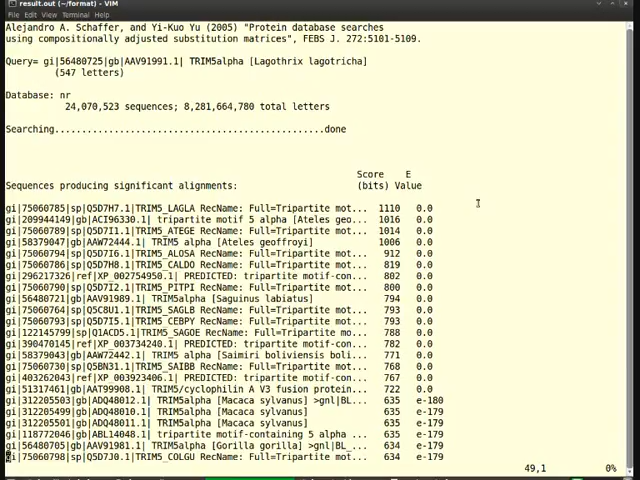 result.out (~/format) - VIM
File Edit View Terminal Help
Alejandro A. Schaffer, and Yi-Kuo Yu (2005) "Protein database searches
using compositionally adjusted substitution matrices", FEBS J. 272:5101-5109.
Query= gi|56480725|gb|AAV91991.1| TRIM5alpha [Lagothrix lagotricha]
(547 letters)
Database: nr
24,070,523 sequences; 8,281,664,780 total letters
Searching..................................................done
Score E
Sequences producing significant alignments: (bits) Value
gi|75060785|sp|Q5D7H7.1|TRIM5_LAGLA RecName: Full=Tripartite mot... 1110 0.0
gi|209944149|gb|ACI96330.1| tripartite motif 5 alpha [Ateles geo... 1016 0.0
gi|75060789|sp|Q5D7I1.1|TRIM5_ATEGE RecName: Full=Tripartite mot... 1014 0.0
gi|58379047|gb|AAW72444.1| TRIM5 alpha [Ateles geoffroyi] 1006 0.0
gi|75060794|sp|Q5D7I6.1|TRIM5_ALOSA RecName: Full=Tripartite mot... 912 0.0
gi|75060786|sp|Q5D7H8.1|TRIM5_CALDO RecName: Full=Tripartite mot... 819 0.0
gi|296217326|ref|XP_002754950.1| PREDICTED: tripartite motif-con... 802 0.0
gi|75060790|sp|Q5D7I2.1|TRIM5_PITPI RecName: Full=Tripartite mot... 800 0.0
gi|56480721|gb|AAV91989.1| TRIM5alpha [Saguinus labiatus] 794 0.0
gi|75060764|sp|Q5C8U1.1|TRIM5_SAGLB RecName: Full=Tripartite mot... 793 0.0
gi|75060793|sp|Q5D7I5.1|TRIM5_CEBPY RecName: Full=Tripartite mot... 793 0.0
gi|122145799|sp|Q1ACD5.1|TRIM5_SAGOE RecName: Full=Tripartite mo... 788 0.0
gi|390470145|ref|XP_003734240.1| PREDICTED: tripartite motif-con... 782 0.0
gi|58379043|gb|AAW72442.1| TRIM5 alpha [Saimiri boliviensis boli... 771 0.0
gi|75060730|sp|Q5BN31.1|TRIM5_SAIBB RecName: Full=Tripartite mot... 768 0.0
gi|403262043|ref|XP_003923406.1| PREDICTED: tripartite motif-con... 767 0.0
gi|51317461|gb|AAT99908.1| TRIM5/cyclophilin A V3 fusion protein... 722 0.0
gi|312205503|gb|ADQ48012.1| TRIM5alpha [Macaca sylvanus] >gnl|BL... 635 e-180
gi|312205499|gb|ADQ48010.1| TRIM5alpha [Macaca sylvanus] 635 e-179
gi|312205501|gb|ADQ48011.1| TRIM5alpha [Macaca sylvanus] 635 e-179
gi|118772046|gb|ABL14048.1| tripartite motif-containing 5 alpha ... 635 e-179
gi|56480705|gb|AAV91981.1| TRIM5alpha [Gorilla gorilla] >gnl|BL_... 634 e-179
gi|75060798|sp|Q5D7J0.1|TRIM5_COLGU RecName: Full=Tripartite mot... 634 e-179
49,1 0%